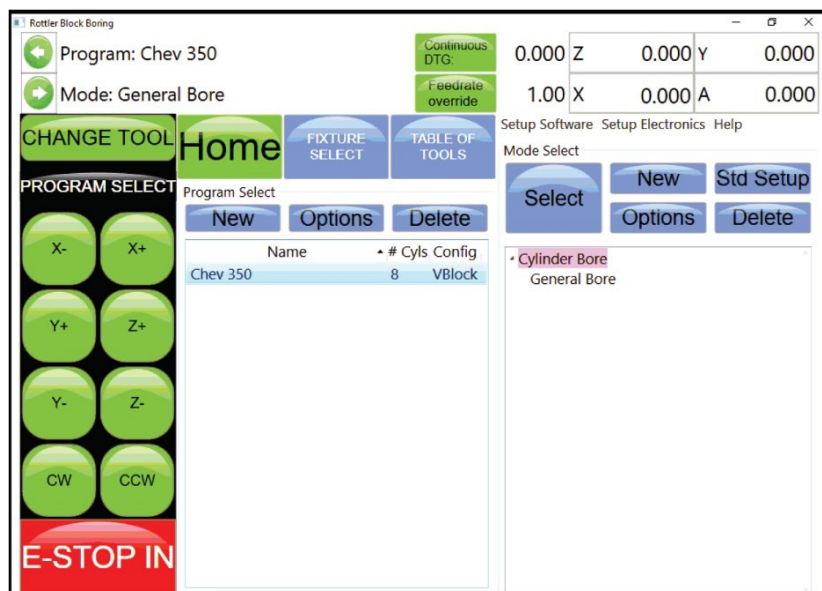 Rottler Block Boring
Program: Chev 350
Continuous
DTG:
0.000 Z 0.000 Y 0.000
Mode: General Bore
Feedrate
override
1.00 X 0.000 A 0.000
Setup Software Setup Electronics Help
CHANGE TOOL
Home
FIXTURE
SELECT
TABLE OF
TOOLS
Mode Select
PROGRAM SELECT
Program Select
Select
New
Std Setup
New
Options
Delete
Options
Delete
Name # Cyls Config
Chev 350 8 VBlock
Cylinder Bore
General Bore
X- X+
Y+ Z+
Y- Z-
CW CCW
E-STOP IN